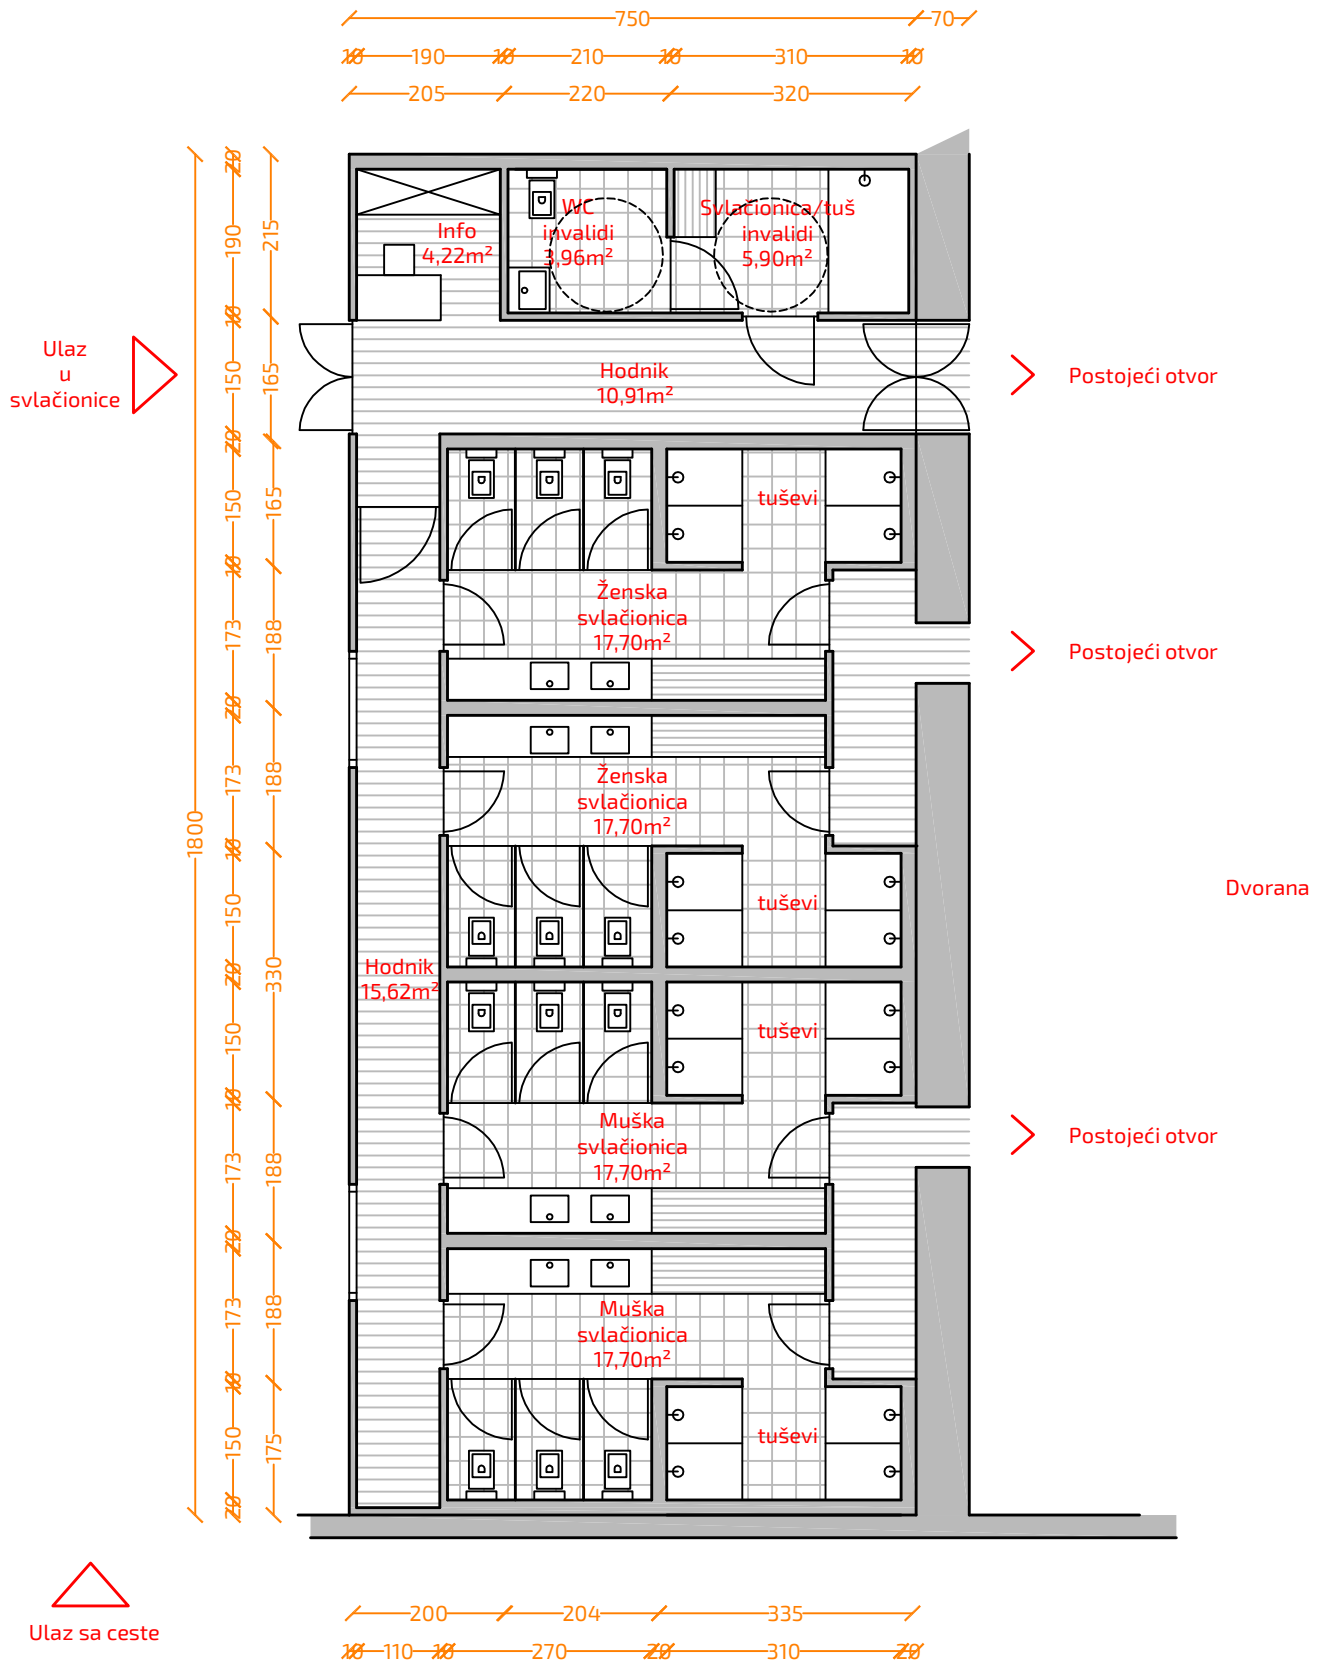 750
70
10
190
10
210
10
310
10
205
220
320
Info
4,22m²
WC
invalidi
3,96m²
Svlačionica/tuš
invalidi
5,90m²
Ulaz
u
svlačionice
Hodnik
10,91m²
Postojeći otvor
tuševi
Ženska
svlačionica
17,70m²
Postojeći otvor
Ženska
svlačionica
17,70m²
tuševi
Dvorana
Hodnik
15,62m²
tuševi
Muška
svlačionica
17,70m²
Postojeći otvor
Muška
svlačionica
17,70m²
tuševi
1800
20
190
10
150
20
150
10
173
20
173
10
150
20
150
10
173
20
173
10
150
20
215
165
165
188
188
330
188
188
175
Ulaz sa ceste
200
204
335
10
110
10
270
20
310
20